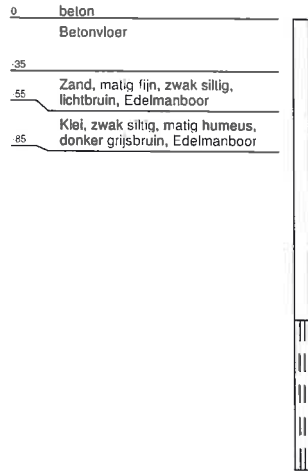 0 beton
Betonvloer
-35
Zand, matig fijn, zwak siltig,
-55 lichtbruin, Edelmanboor
Klei, zwak siltig, matig humeus,
-85 donker grijsbruin, Edelmanboor